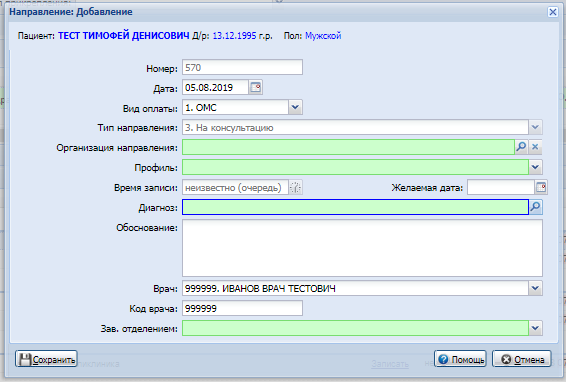 Направление: Добавление
Пациент: ТЕСТ ТИМОФЕЙ ДЕНИСОВИЧ Д/р: 13.12.1995 г.р. Пол: Мужской
Номер: 570
Дата: 05.08.2019
Вид оплаты: 1. ОМС
Тип направления: 3. На консультацию
Организация направления:
Профиль:
Время записи: неизвестно (очередь) Желаемая дата:
Диагноз:
Обоснование:
Врач: 999999. ИВАНОВ ВРАЧ ТЕСТОВИЧ
Код врача: 999999
Зав. отделением:
Сохранить Помощь Отмена
Записать